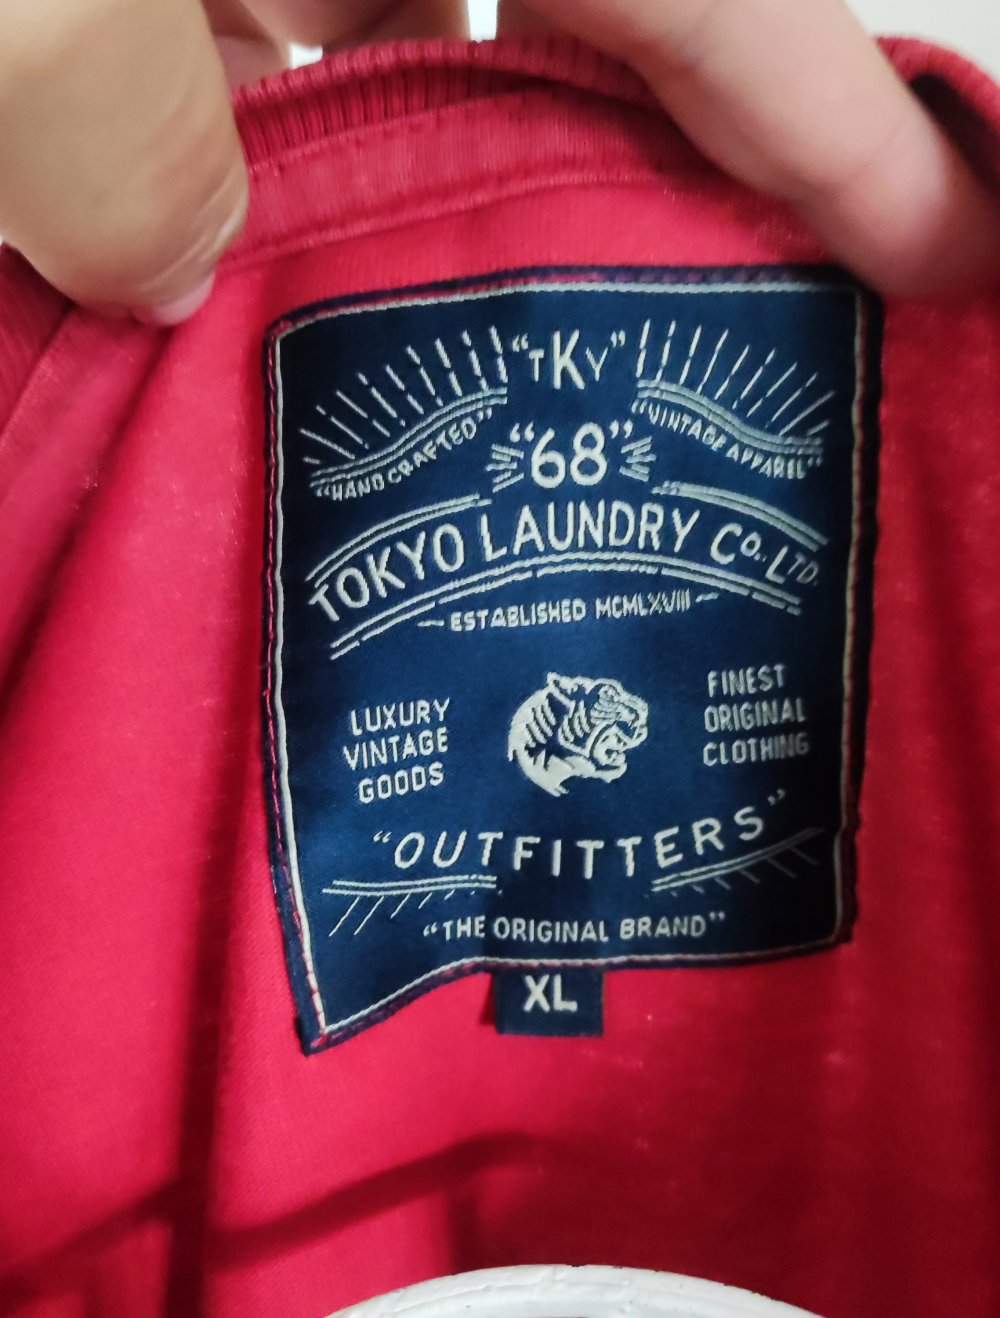 "TKY"
"HAND CRAFTED"
"VINTAGE APPAREL"
"68"
TOKYO LAUNDRY Co., LTD.
ESTABLISHED MCMLXVIII
LUXURY
VINTAGE
GOODS
FINEST
ORIGINAL
CLOTHING
"OUTFITTERS"
"THE ORIGINAL BRAND"
XL